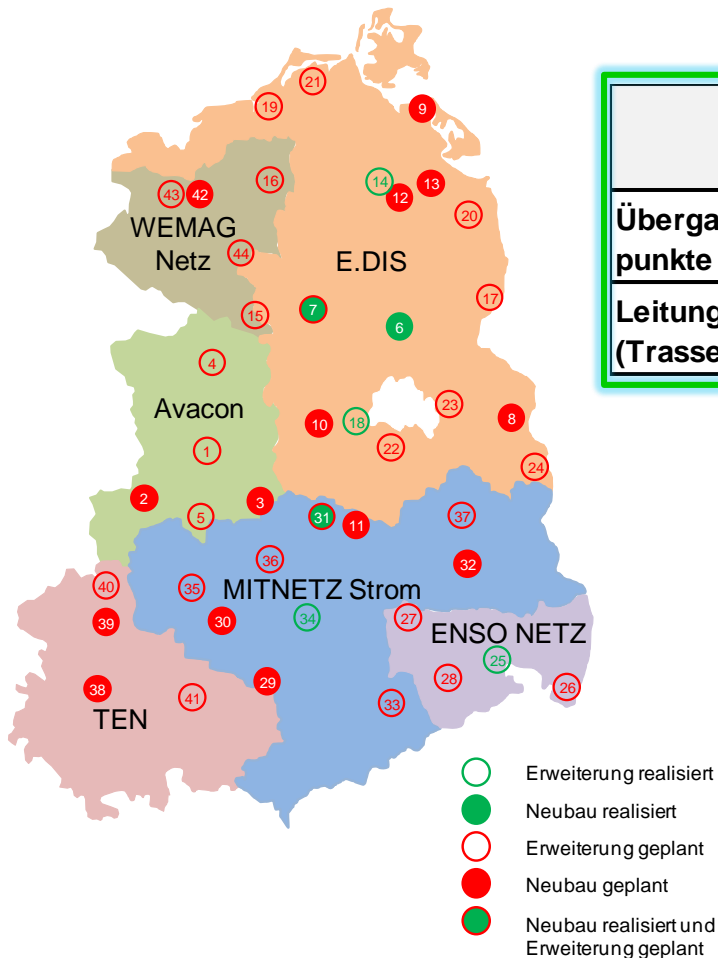 21
19
9
14
13
12
16
43
42
20
WEMAG
Netz
44
E.DIS
17
15
7
6
4
Avacon
23
10
18
8
22
1
24
2
3
5
31
11
37
36
32
40
35
MITNETZ Strom
39
30
34
27
ENSO NETZ
25
28
26
38
29
41
33
TEN
Überga
punkte
Leitung
(Trasse
Erweiterung realisiert
Neubau realisiert
Erweiterung geplant
Neubau geplant
Neubau realisiert und
Erweiterung geplant